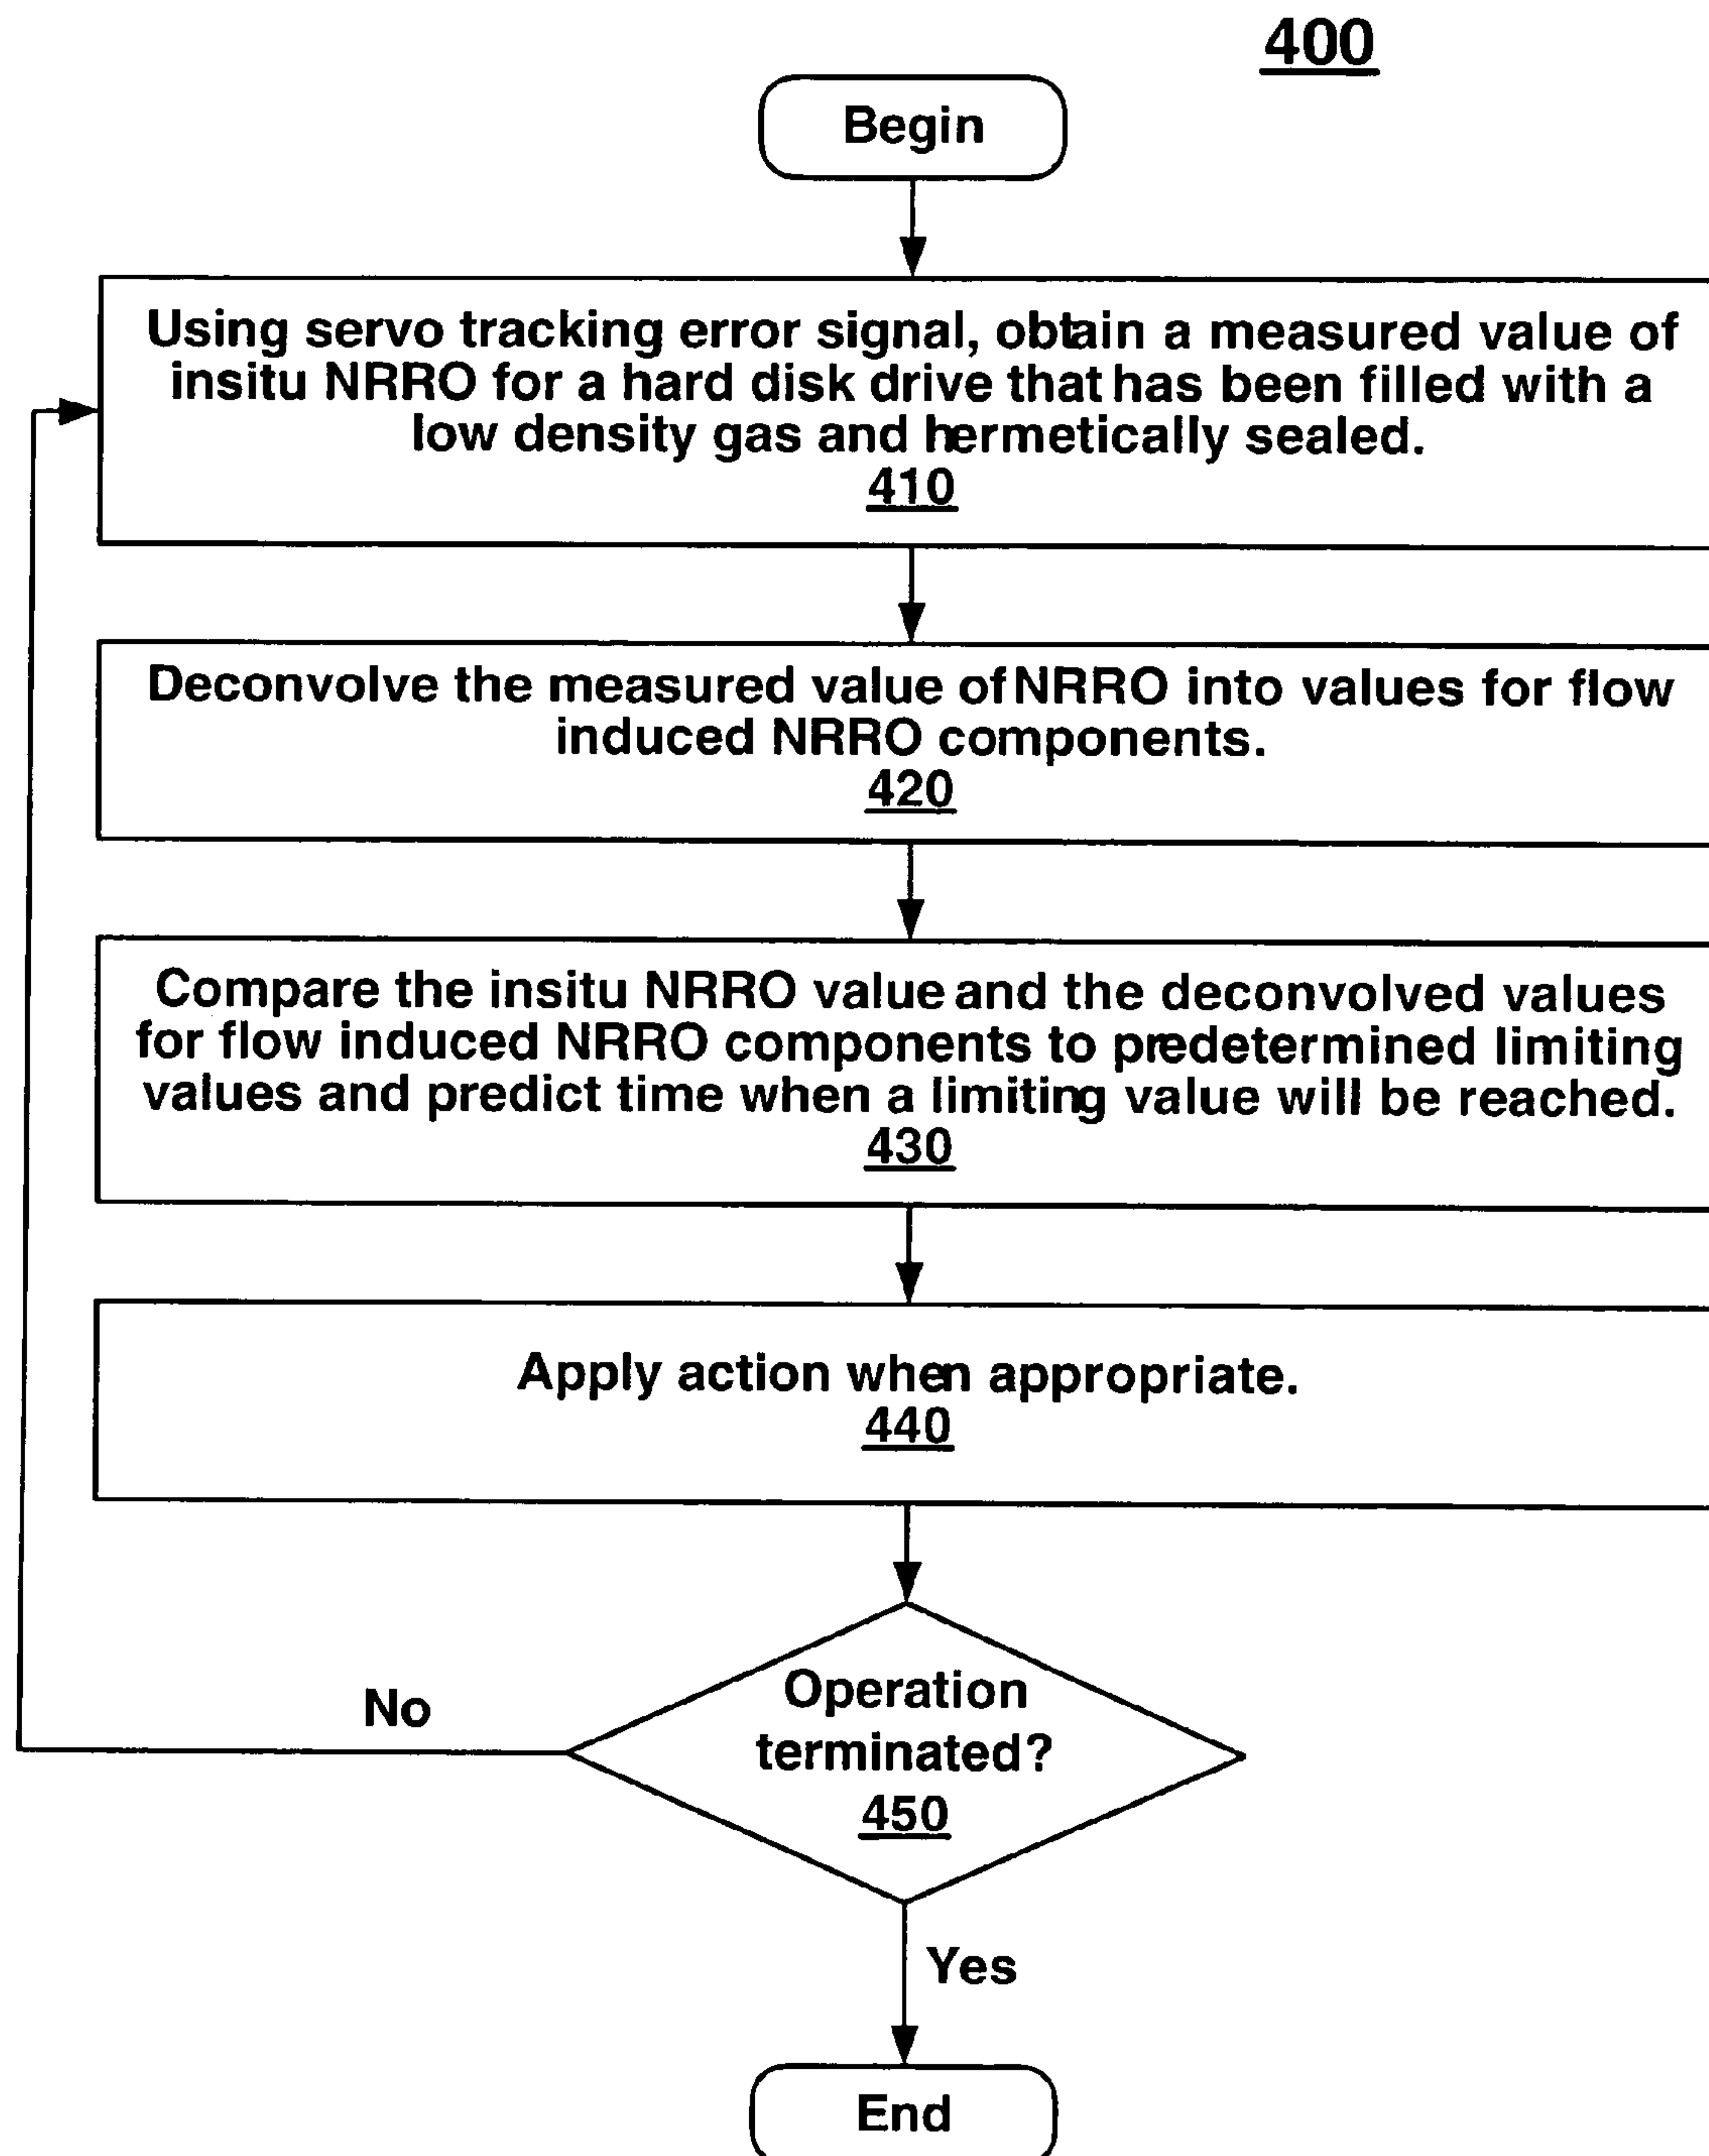 400
Begin
Using servo tracking error signal, obtain a measured value of
insitu NRRO for a hard disk drive that has been filled with a
low density gas and hermetically sealed.
410
Deconvolve the measured value of NRRO into values for flow
induced NRRO components.
420
Compare the insitu NRRO value and the deconvolved values
for flow induced NRRO components to predetermined limiting
values and predict time when a limiting value will be reached.
430
Apply action when appropriate.
440
Operation
terminated?
450
No
Yes
End